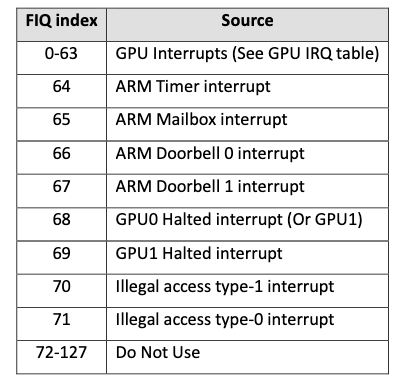 FIQ index Source
0-63 GPU Interrupts (See GPU IRQ table)
64 ARM Timer interrupt
65 ARM Mailbox interrupt
66 ARM Doorbell 0 interrupt
67 ARM Doorbell 1 interrupt
68 GPU0 Halted interrupt (Or GPU1)
69 GPU1 Halted interrupt
70 Illegal access type-1 interrupt
71 Illegal access type-0 interrupt
72-127 Do Not Use